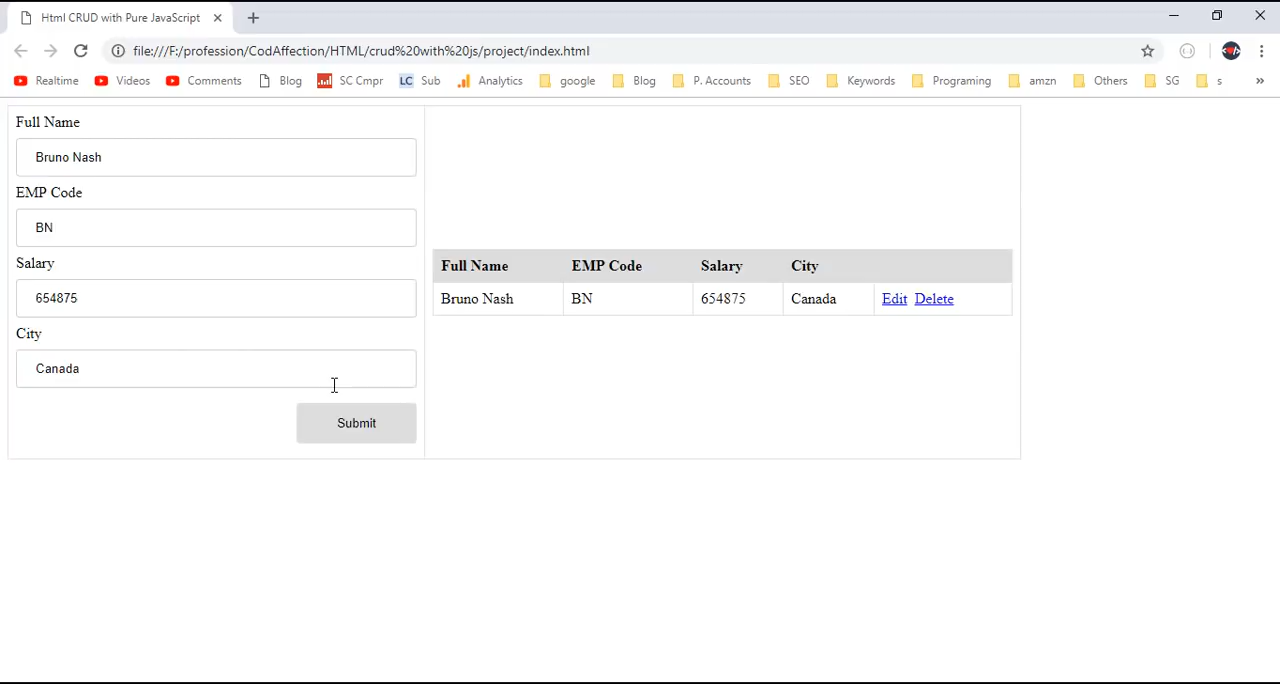 Html CRUD with Pure JavaScript
file:///F:/profession/CodAffection/HTML/crud%20with%20js/project/index.html
Realtime Videos Comments Blog SC Cmpr LC Sub Analytics google Blog P. Accounts SEO Keywords Programing amzn Others SG s »
Full Name
Bruno Nash
EMP Code
BN
Salary
654875
City
Canada
Submit
Full Name EMP Code Salary City
Bruno Nash BN 654875 Canada Edit Delete